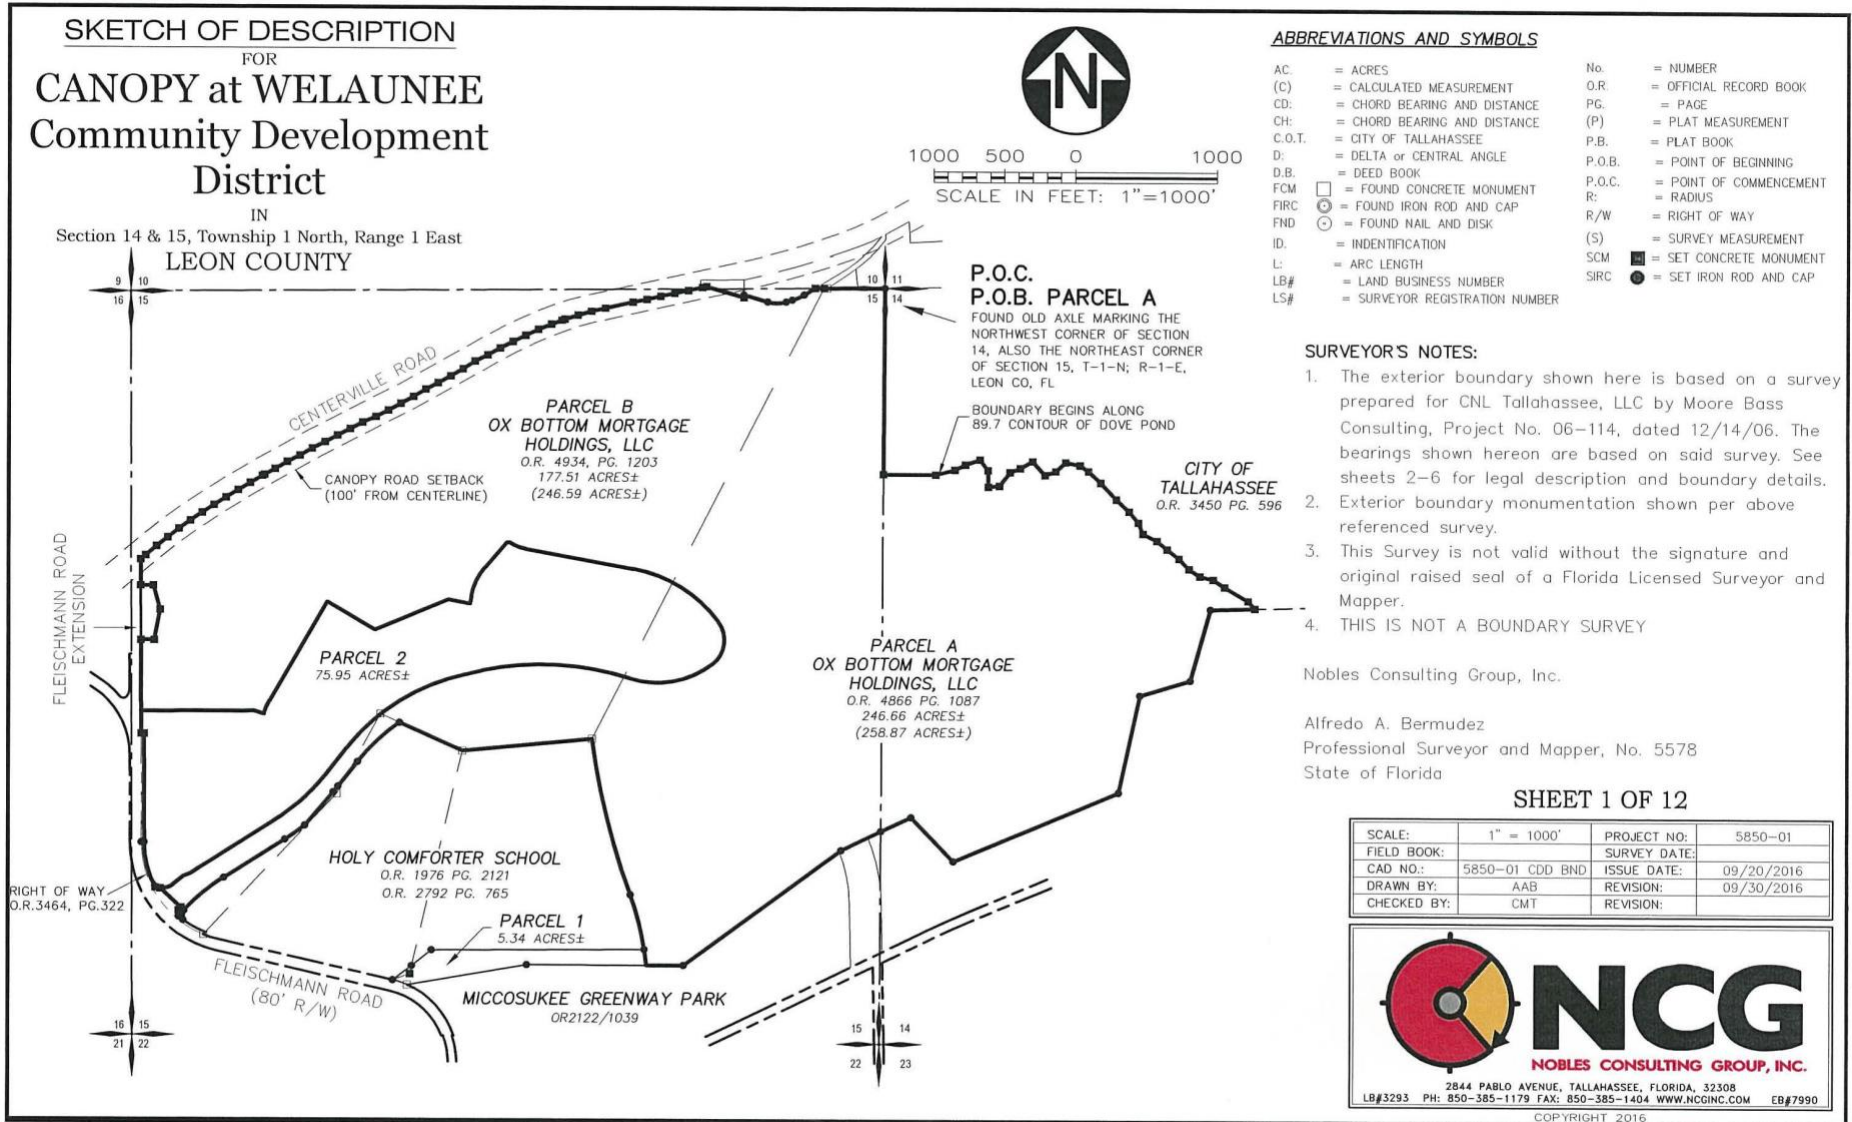 SKETCH OF DESCRIPTION
FOR
CANOPY at WELAUNEE
Community Development
District
IN
Section 14 & 15, Township 1 North, Range 1 East
LEON COUNTY
N
1000 500 0 1000
SCALE IN FEET: 1"=1000'
ABBREVIATIONS AND SYMBOLS
AC. = ACRES
(C) = CALCULATED MEASUREMENT
CD: = CHORD BEARING AND DISTANCE
CH: = CHORD BEARING AND DISTANCE
C.O.T. = CITY OF TALLAHASSEE
D: = DELTA or CENTRAL ANGLE
D.B. = DEED BOOK
FCM = FOUND CONCRETE MONUMENT
FIRC = FOUND IRON ROD AND CAP
FND = FOUND NAIL AND DISK
ID. = INDENTIFICATION
L: = ARC LENGTH
LB# = LAND BUSINESS NUMBER
LS# = SURVEYOR REGISTRATION NUMBER
No. = NUMBER
O.R. = OFFICIAL RECORD BOOK
PG. = PAGE
(P) = PLAT MEASUREMENT
P.B. = PLAT BOOK
P.O.B. = POINT OF BEGINNING
P.O.C. = POINT OF COMMENCEMENT
R: = RADIUS
R/W = RIGHT OF WAY
(S) = SURVEY MEASUREMENT
SCM = SET CONCRETE MONUMENT
SIRC = SET IRON ROD AND CAP
9 10
16 15
10 11
15 14
P.O.C.
P.O.B. PARCEL A
FOUND OLD AXLE MARKING THE
NORTHWEST CORNER OF SECTION
14, ALSO THE NORTHEAST CORNER
OF SECTION 15, T-1-N; R-1-E,
LEON CO, FL
BOUNDARY BEGINS ALONG
89.7 CONTOUR OF DOVE POND
CENTERVILLE ROAD
CANOPY ROAD SETBACK
(100' FROM CENTERLINE)
PARCEL B
OX BOTTOM MORTGAGE
HOLDINGS, LLC
O.R. 4934, PG. 1203
177.51 ACRES±
(246.59 ACRES±)
CITY OF
TALLAHASSEE
O.R. 3450 PG. 596
FLEISCHMANN ROAD
EXTENSION
PARCEL 2
75.95 ACRES±
PARCEL A
OX BOTTOM MORTGAGE
HOLDINGS, LLC
O.R. 4866 PG. 1087
246.66 ACRES±
(258.87 ACRES±)
HOLY COMFORTER SCHOOL
O.R. 1976 PG. 2121
O.R. 2792 PG. 765
RIGHT OF WAY
O.R.3464, PG.322
PARCEL 1
5.34 ACRES±
FLEISCHMANN ROAD
(80' R/W)
MICCOSUKEE GREENWAY PARK
OR2122/1039
16 15
21 22
15 14
22 23
SURVEYOR'S NOTES:
1. The exterior boundary shown here is based on a survey
prepared for CNL Tallahassee, LLC by Moore Bass
Consulting, Project No. 06-114, dated 12/14/06. The
bearings shown hereon are based on said survey. See
sheets 2-6 for legal description and boundary details.
2. Exterior boundary monumentation shown per above
referenced survey.
3. This Survey is not valid without the signature and
original raised seal of a Florida Licensed Surveyor and
Mapper.
4. THIS IS NOT A BOUNDARY SURVEY
Nobles Consulting Group, Inc.
Alfredo A. Bermudez
Professional Surveyor and Mapper, No. 5578
State of Florida
SHEET 1 OF 12
SCALE: 1" = 1000' PROJECT NO: 5850-01
FIELD BOOK: SURVEY DATE:
CAD NO.: 5850-01 CDD BND ISSUE DATE: 09/20/2016
DRAWN BY: AAB REVISION: 09/30/2016
CHECKED BY: CMT REVISION:
NCG
NOBLES CONSULTING GROUP, INC.
2844 PABLO AVENUE, TALLAHASSEE, FLORIDA, 32308
LB#3293 PH: 850-385-1179 FAX: 850-385-1404 WWW.NCGINC.COM EB#7990
COPYRIGHT 2016